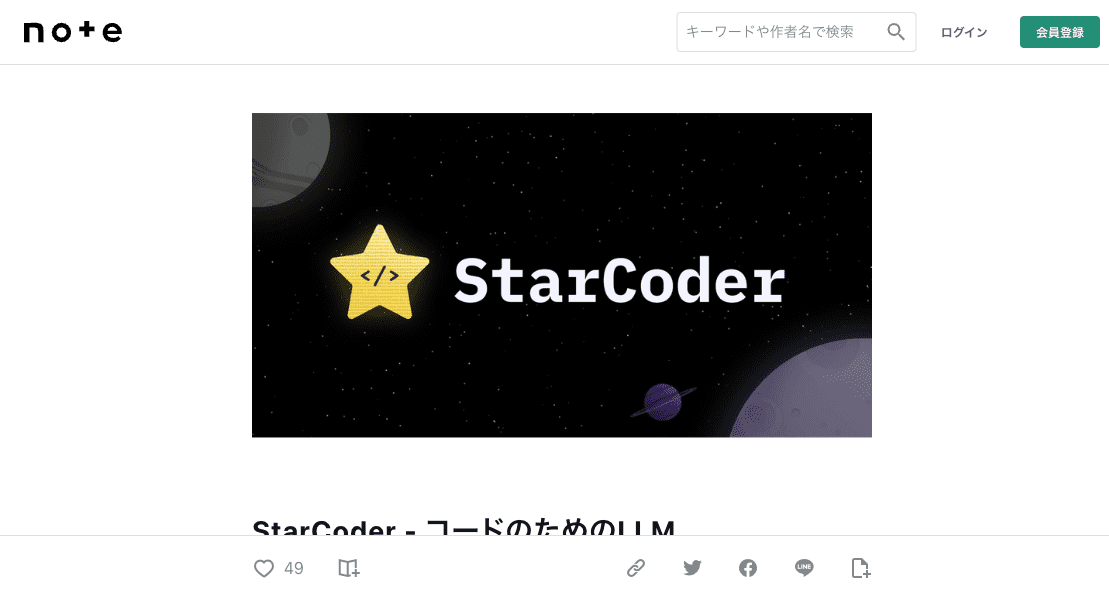 note
キーワードや作者名で検索
ログイン
会員登録
</>
StarCoder
StarCoder - コードのためのLLM
49
LINE